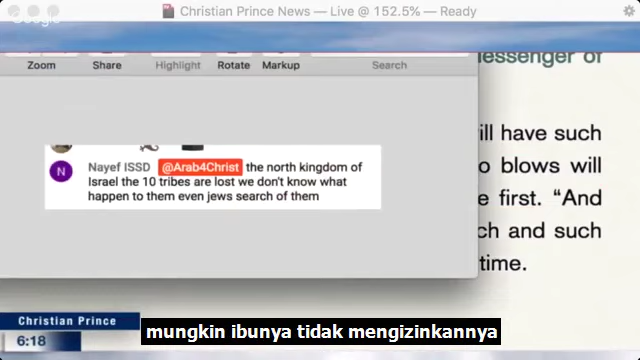 Christian Prince News — Live @ 152.5% — Ready
Google
Zoom Share Highlight Rotate Markup Search
essenger of
ill have such
o blows will
e first. “And
ch and such
time.
N
Nayef ISSD @Arab4Christ the north kingdom of
Israel the 10 tribes are lost we don't know what
happen to them even jews search of them
Christian Prince
6:18
mungkin ibunya tidak mengizinkannya